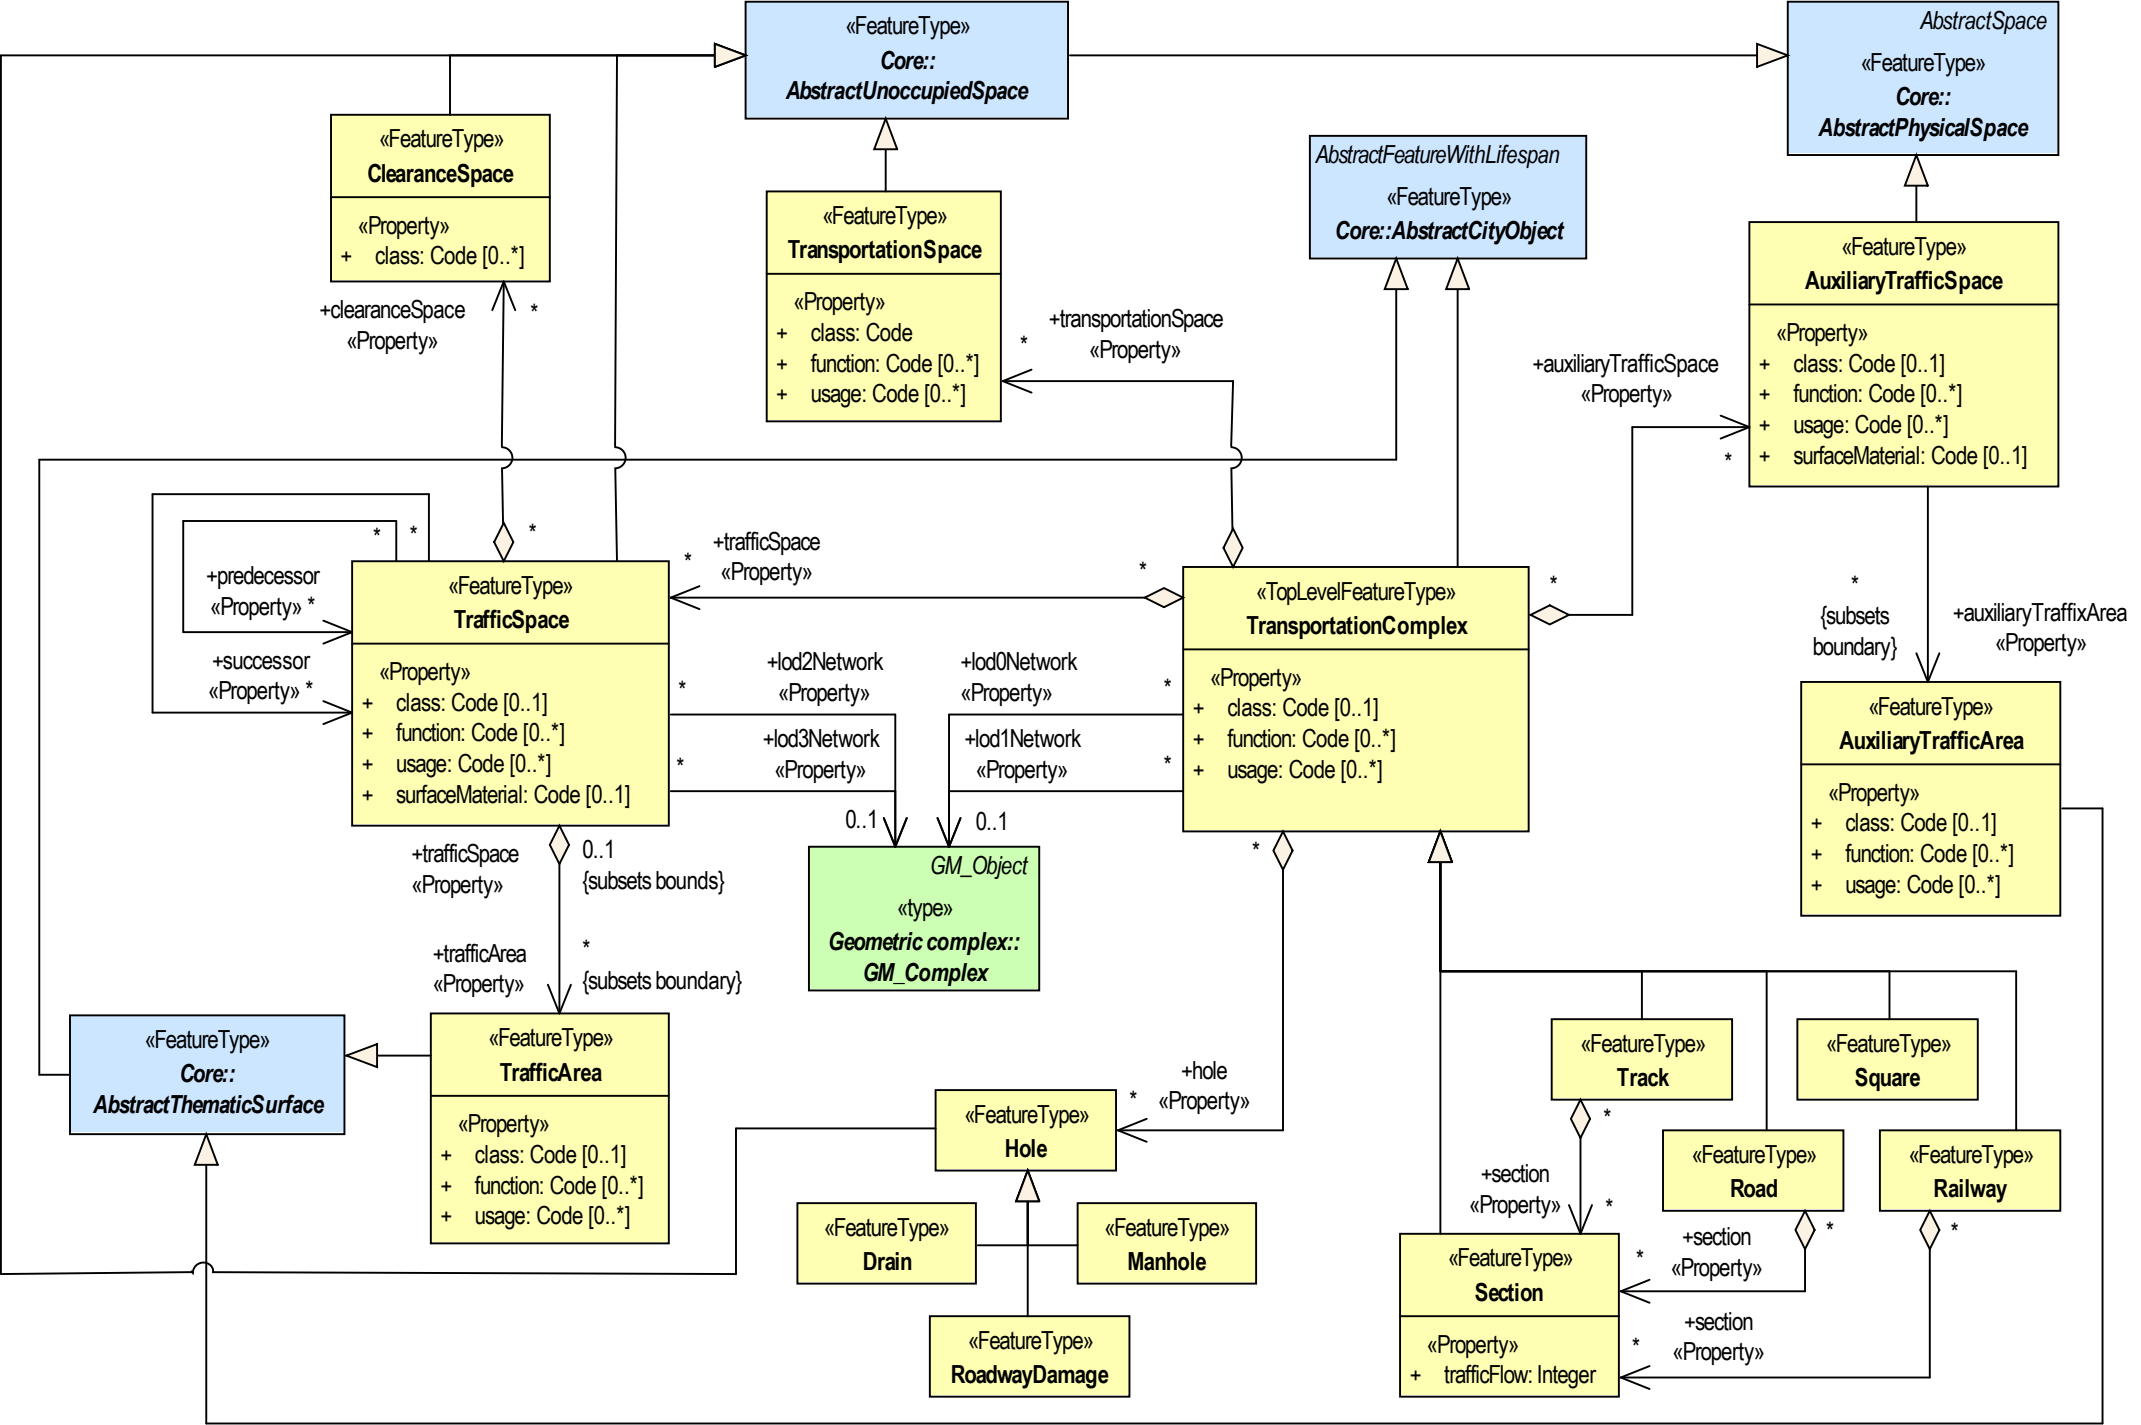 «FeatureType»
Core::
AbstractUnoccupiedSpace
AbstractSpace
«FeatureType»
Core::
AbstractPhysicalSpace
«FeatureType»
ClearanceSpace
«Property»
+ class: Code [0..*]
«FeatureType»
TransportationSpace
«Property»
+ class: Code
+ function: Code [0..*]
+ usage: Code [0..*]
AbstractFeatureWithLifespan
«FeatureType»
Core::AbstractCityObject
«FeatureType»
AuxiliaryTrafficSpace
«Property»
+ class: Code [0..1]
+ function: Code [0..*]
+ usage: Code [0..*]
+ surfaceMaterial: Code [0..1]
+clearanceSpace
«Property»
*
*
+transportationSpace
«Property»
*
*
+auxiliaryTrafficSpace
«Property»
*
*
*
*
+predecessor
«Property» *
+successor
«Property» *
«FeatureType»
TrafficSpace
«Property»
+ class: Code [0..1]
+ function: Code [0..*]
+ usage: Code [0..*]
+ surfaceMaterial: Code [0..1]
+trafficSpace
«Property»
*
«TopLevelFeatureType»
TransportationComplex
«Property»
+ class: Code [0..1]
+ function: Code [0..*]
+ usage: Code [0..*]
*
{subsets
boundary}
+auxiliaryTraffixArea
«Property»
+lod2Network
«Property»
*
+lod3Network
«Property»
*
0..1
+lod0Network
«Property»
*
+lod1Network
«Property»
*
0..1
«FeatureType»
AuxiliaryTrafficArea
«Property»
+ class: Code [0..1]
+ function: Code [0..*]
+ usage: Code [0..*]
GM_Object
«type»
Geometric complex::
GM_Complex
+trafficSpace
«Property»
0..1
{subsets bounds}
+trafficArea
«Property»
*
{subsets boundary}
«FeatureType»
Core::
AbstractThematicSurface
«FeatureType»
TrafficArea
«Property»
+ class: Code [0..1]
+ function: Code [0..*]
+ usage: Code [0..*]
*
+hole
«Property»
*
«FeatureType»
Hole
«FeatureType»
Drain
«FeatureType»
Manhole
«FeatureType»
RoadwayDamage
«FeatureType»
Track
«FeatureType»
Square
«FeatureType»
Road
«FeatureType»
Railway
*
+section
«Property»
*
*
+section
«Property»
*
*
+section
«Property»
*
«FeatureType»
Section
«Property»
+ trafficFlow: Integer